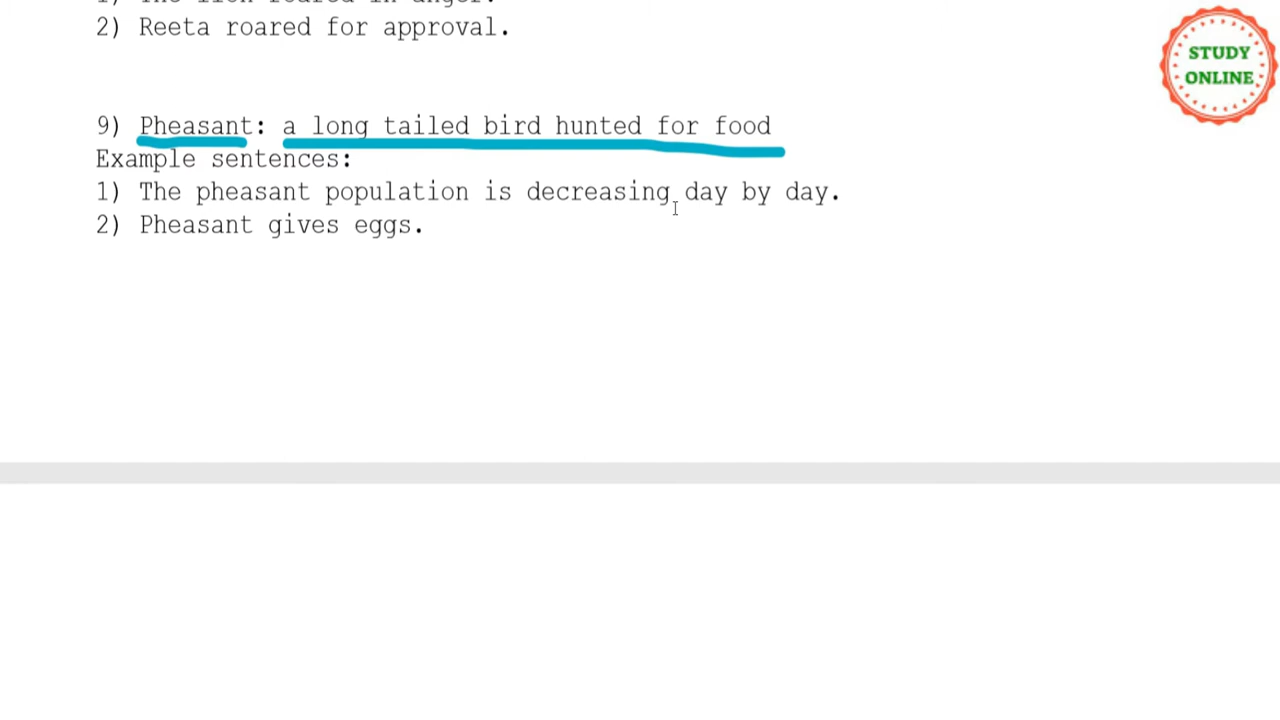 2) Reeta roared for approval.
9) Pheasant: a long tailed bird hunted for food
Example sentences:
1) The pheasant population is decreasing day by day.
2) Pheasant gives eggs.
STUDY
ONLINE